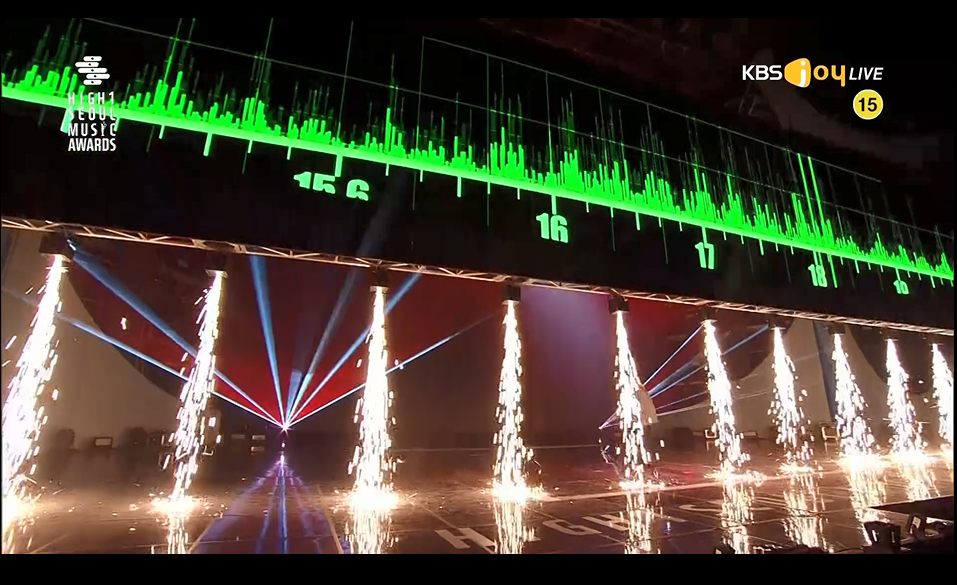 HIGH1
SEOUL
MUSIC
AWARDS
KBS joy LIVE
15
15.6
16
17
18
19